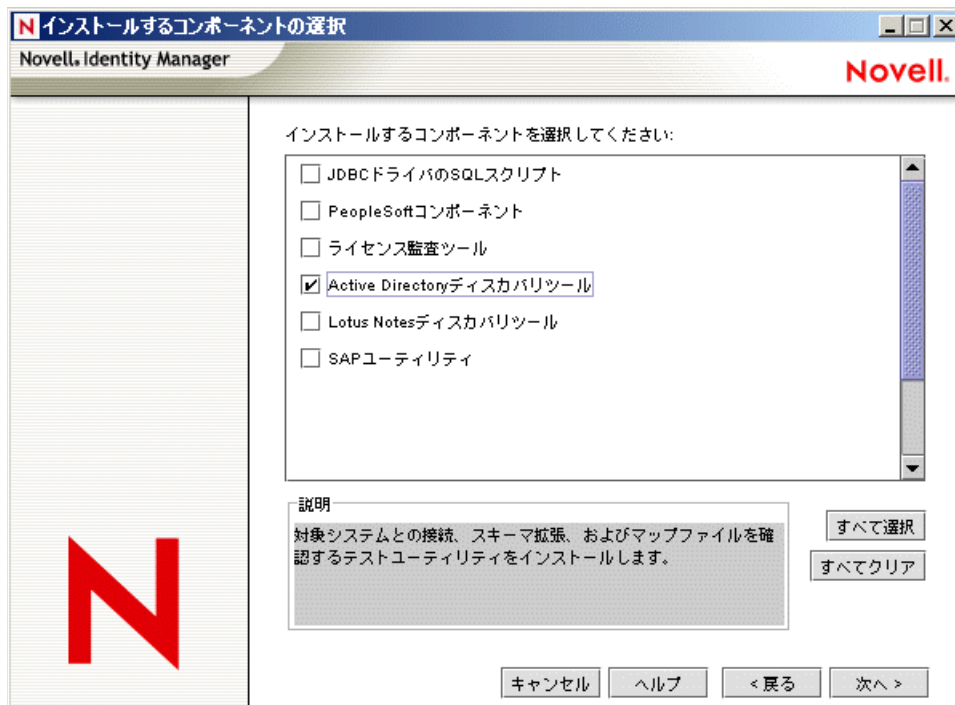 インストールするコンポーネントの選択
Novell. Identity Manager
Novell.
インストールするコンポーネントを選択してください:
JDBCドライバのSQLスクリプト
PeopleSoftコンポーネント
ライセンス監査ツール
Active Directoryディスカバリツール
Lotus Notesディスカバリツール
SAPユーティリティ
説明
対象システムとの接続、スキーマ拡張、およびマップファイルを確
認するテストユーティリティをインストールします。
すべて選択
すべてクリア
キャンセル
ヘルプ
<戻る
次へ >